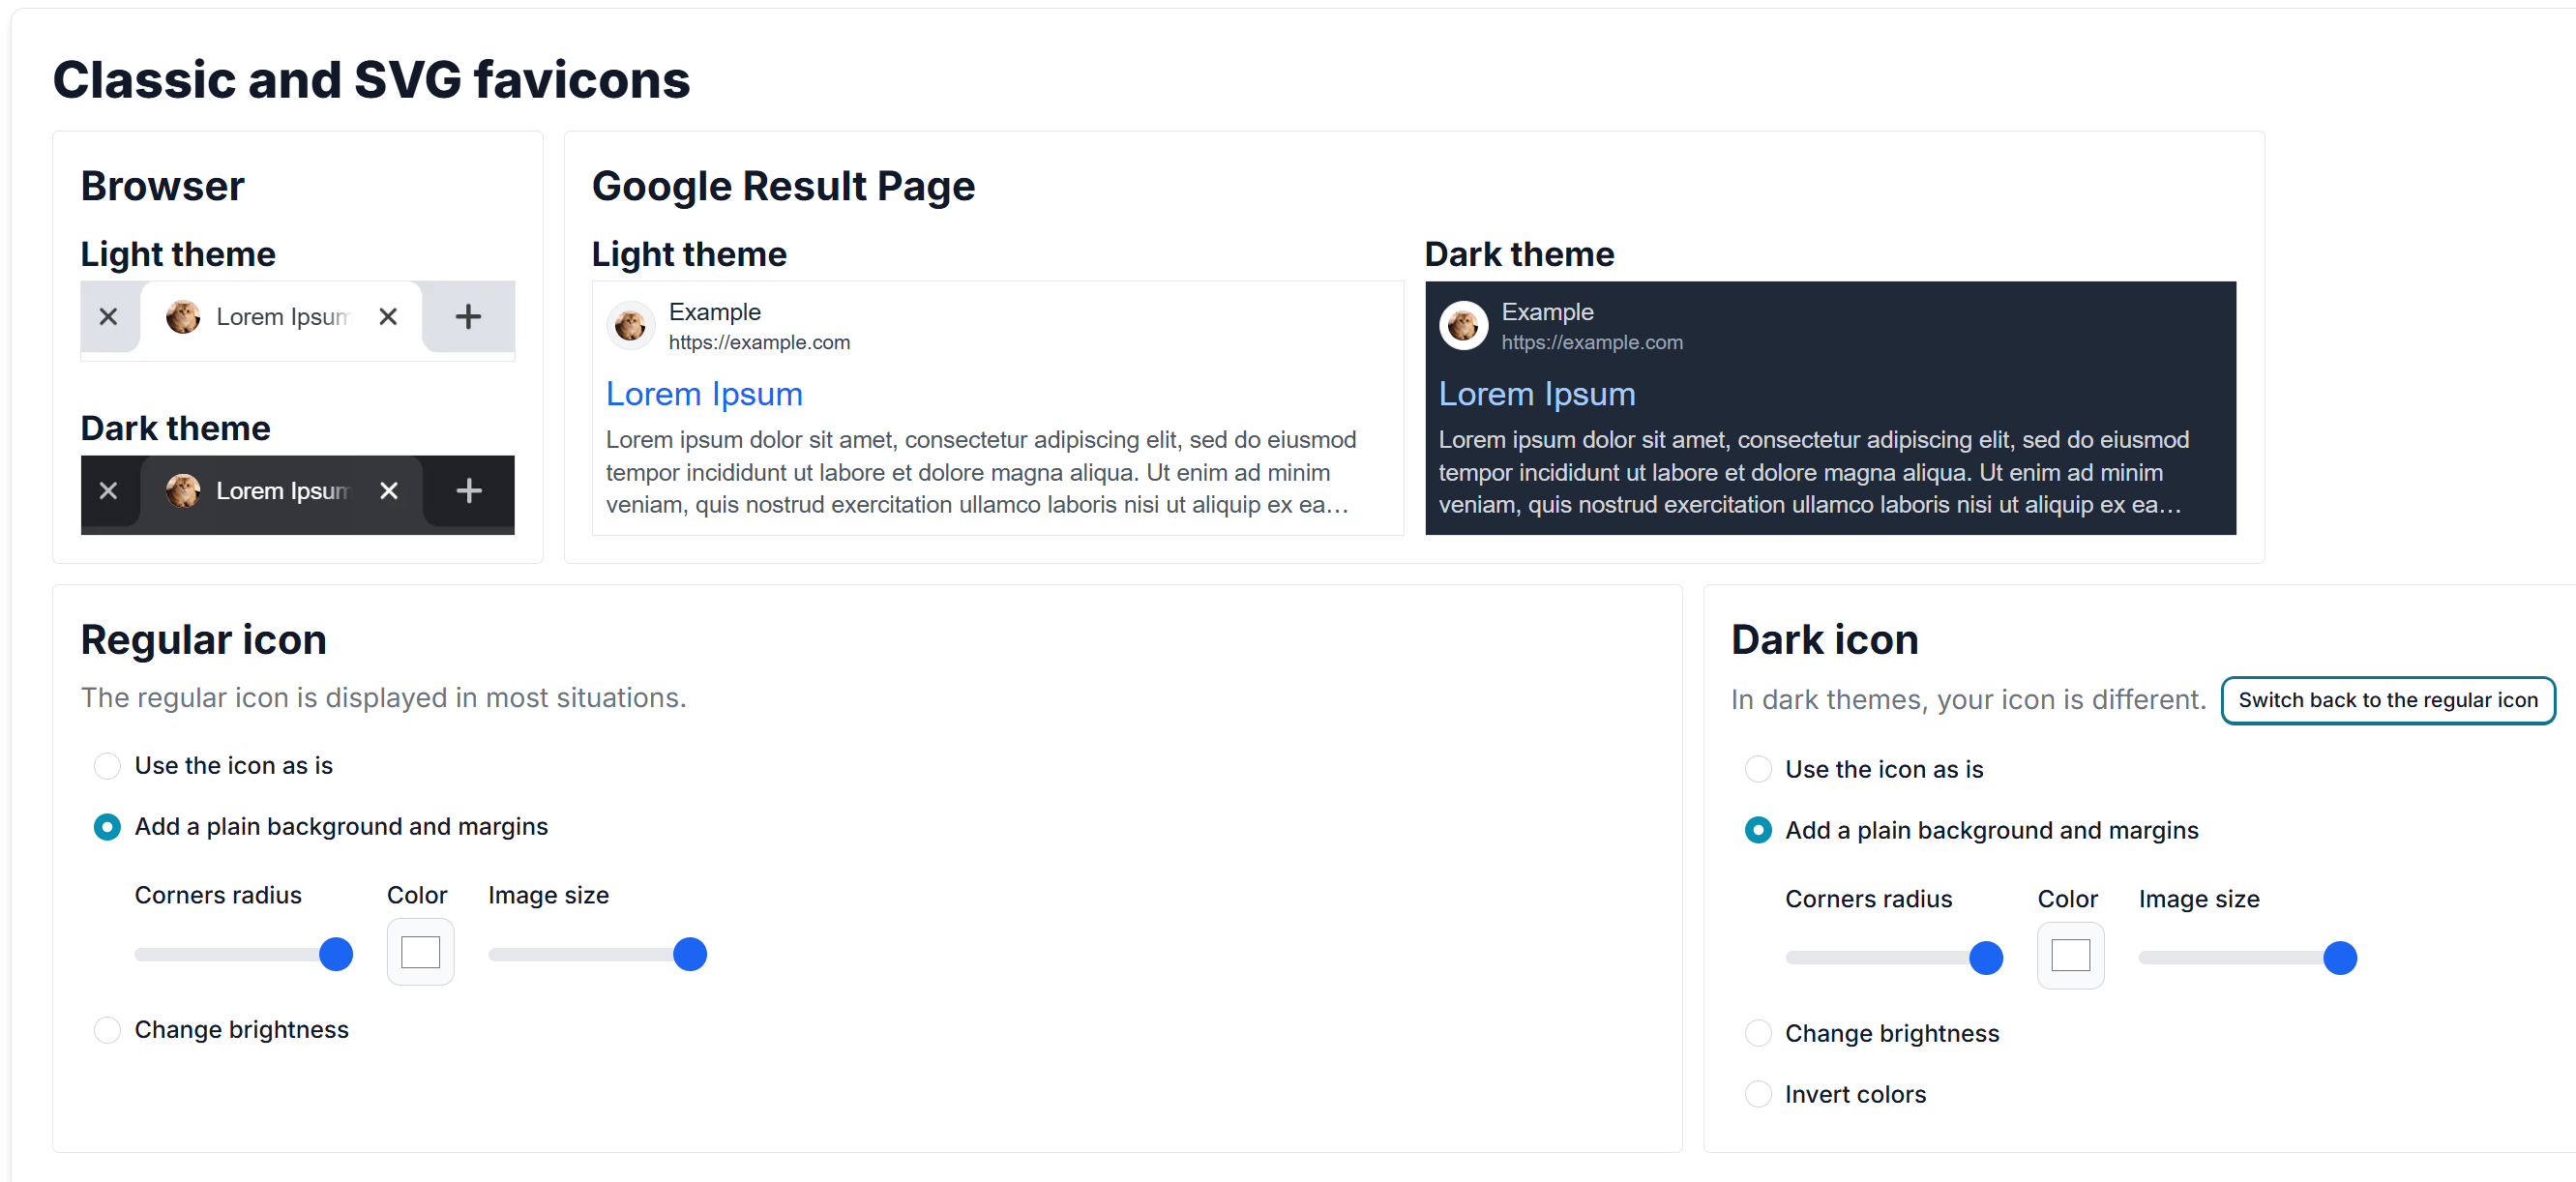 Classic and SVG favicons
Browser
Light theme
Lorem Ipsum
Dark theme
Lorem Ipsum
Google Result Page
Light theme
Example
https://example.com
Lorem Ipsum
Lorem ipsum dolor sit amet, consectetur adipiscing elit, sed do eiusmod
tempor incididunt ut labore et dolore magna aliqua. Ut enim ad minim
veniam, quis nostrud exercitation ullamco laboris nisi ut aliquip ex ea…
Dark theme
Example
https://example.com
Lorem Ipsum
Lorem ipsum dolor sit amet, consectetur adipiscing elit, sed do eiusmod
tempor incididunt ut labore et dolore magna aliqua. Ut enim ad minim
veniam, quis nostrud exercitation ullamco laboris nisi ut aliquip ex ea…
Regular icon
The regular icon is displayed in most situations.
Use the icon as is
Add a plain background and margins
Corners radius Color Image size
Change brightness
Dark icon
In dark themes, your icon is different. Switch back to the regular icon
Use the icon as is
Add a plain background and margins
Corners radius Color Image size
Change brightness
Invert colors